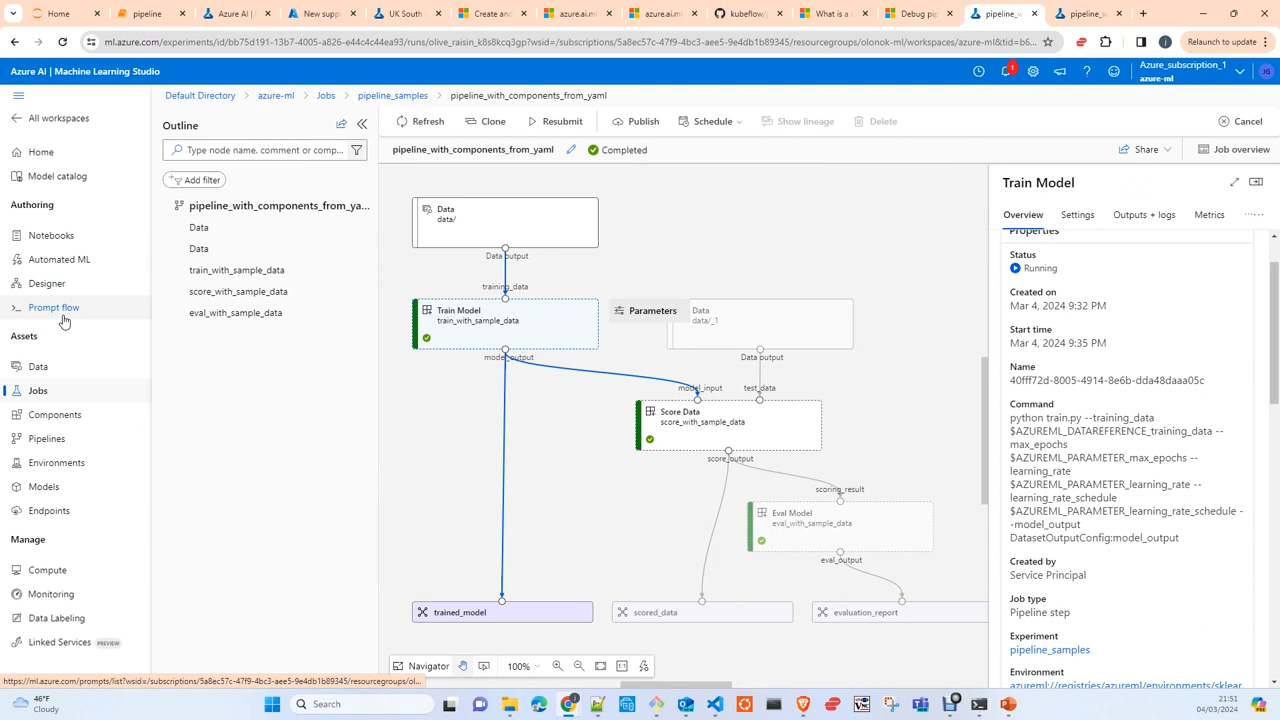 Home
pipeline
Azure AI |
New suppo
UK South
Create and
azure.ai.m
azure.ai.m
kubeflow/p
What is a
Debug pip
pipeline_w
pipeline_w
ml.azure.com/experiments/id/bb75d191-13b7-4005-a826-e4c4c44ea93/runs/olive_raisin_k8s8kcq3gp?wsid=/subscriptions/5a8ec57c-47f9-4bc3-aee5-9e4db1b89345/resourcegroups/olonok-ml/workspaces/azure-ml&tid=b6...
Relaunch to update
Azure AI | Machine Learning Studio
1
Azure_subscription_1
azure-ml
JG
All workspaces
Home
Model catalog
Authoring
Notebooks
Automated ML
Designer
Prompt flow
Assets
Data
Jobs
Components
Pipelines
Environments
Models
Endpoints
Manage
Compute
Monitoring
Data Labeling
Linked Services PREVIEW
Default Directory > azure-ml > Jobs > pipeline_samples > pipeline_with_components_from_yaml
Outline
Type node name, comment or comp...
Add filter
pipeline_with_components_from_ya...
Data
Data
train_with_sample_data
score_with_sample_data
eval_with_sample_data
Refresh Clone Resubmit Publish Schedule Show lineage Delete Cancel
pipeline_with_components_from_yaml Completed Share Job overview
Data
data/
Data output
training_data
Train Model
train_with_sample_data
model_output
Parameters
Data
data/_1
Data output
model_input
test_data
Score Data
score_with_sample_data
score_output
scoring_result
Eval Model
eval_with_sample_data
eval_output
trained_model
scored_data
evaluation_report
Navigator
100%
Train Model
Overview Settings Outputs + logs Metrics
Properties
Status
Running
Created on
Mar 4, 2024 9:32 PM
Start time
Mar 4, 2024 9:35 PM
Name
40fff72d-8005-4914-8e6b-dda48daaa05c
Command
python train.py --training_data
$AZUREML_DATAREFERENCE_training_data --
max_epochs
$AZUREML_PARAMETER_max_epochs --
learning_rate
$AZUREML_PARAMETER_learning_rate --
learning_rate_schedule
$AZUREML_PARAMETER_learning_rate_schedule -
-model_output
DatasetOutputConfig:model_output
Created by
Service Principal
Job type
Pipeline step
Experiment
pipeline_samples
Environment
azureml://registries/azureml/environments/sklear
https://ml.azure.com/prompts/list?wsid=/subscriptions/5a8ec57c-47f9-4bc3-aee5-9e4db1b89345/resourcegroups/ol...
46°F
Cloudy
Search
21:51
04/03/2024